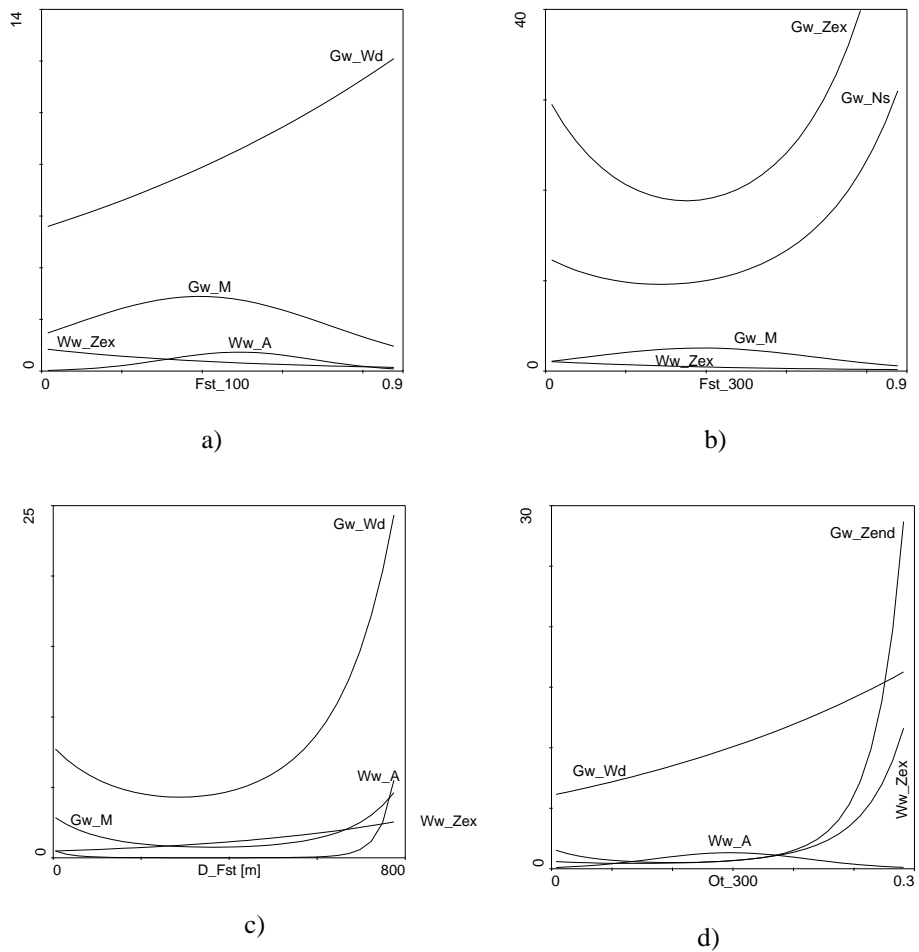 14
Gw_Wd
Gw_M
Ww_Zex
Ww_A
0
0
Fst_100
0.9
a)
40
Gw_Zex
Gw_Ns
Gw_M
Ww_Zex
0
0
Fst_300
0.9
b)
25
Gw_Wd
Ww_A
Gw_M
Ww_Zex
0
0
D_Fst [m]
800
c)
30
Gw_Zend
Gw_Wd
Ww_Zex
Ww_A
0
0
Ot_300
0.3
d)